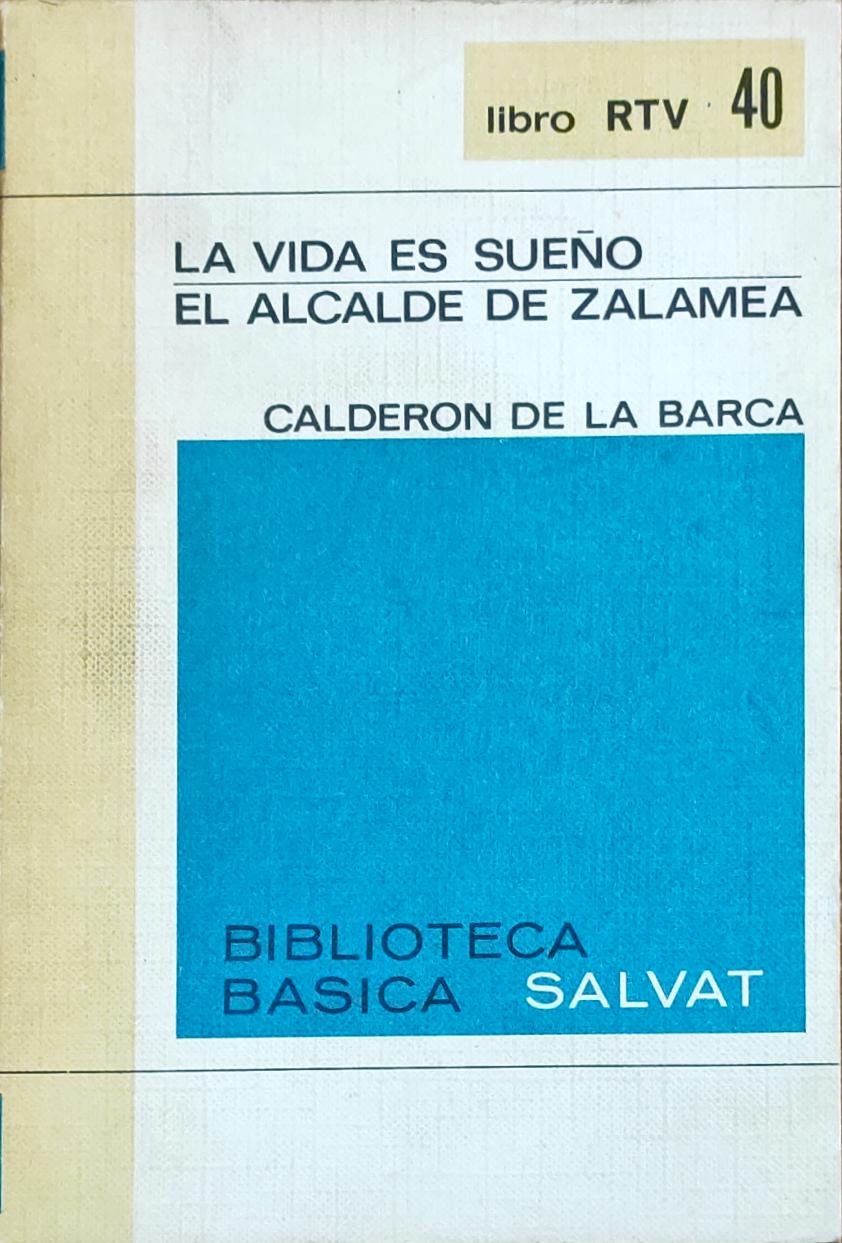 libro RTV 40
LA VIDA ES SUEÑO
EL ALCALDE DE ZALAMEA
CALDERON DE LA BARCA
BIBLIOTECA
BASICA SALVAT